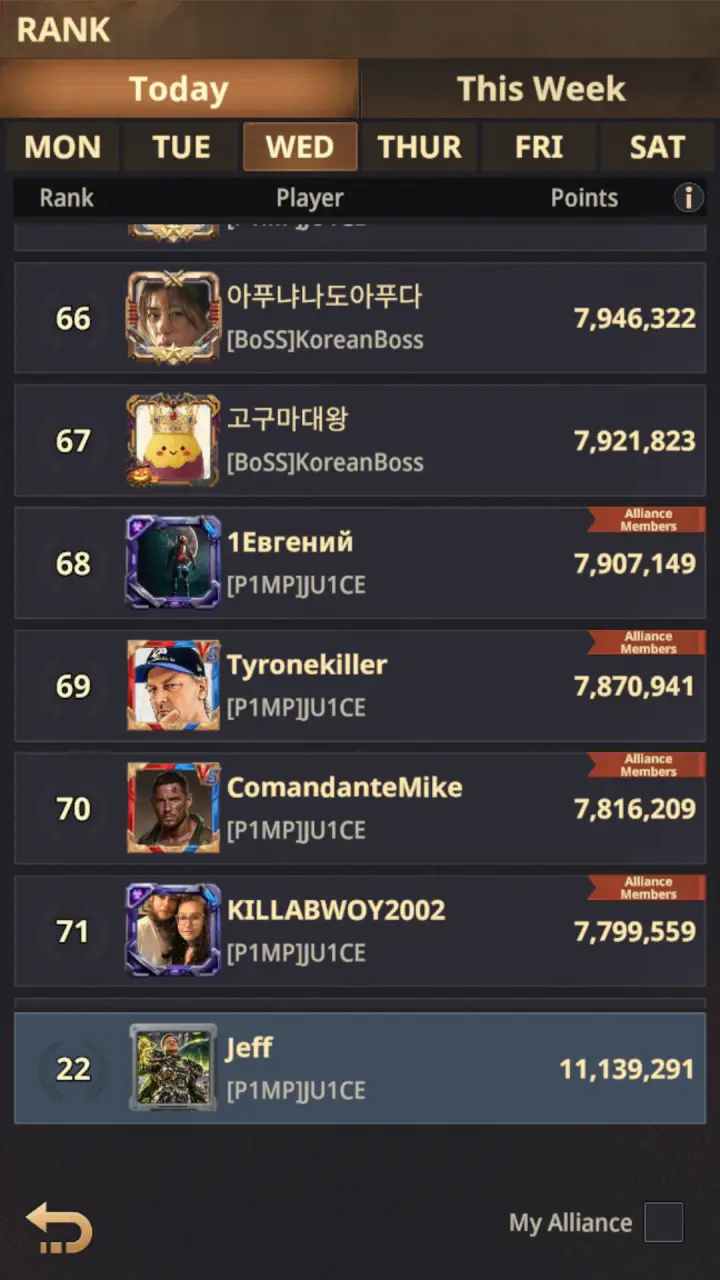 RANK
Today
This Week
MON TUE WED THUR FRI SAT
Rank Player Points i
66
아푸냐나도아푸다
[BoSS]KoreanBoss
7,946,322
67
고구마대왕
[BoSS]KoreanBoss
7,921,823
Alliance
Members
68
1Евгений
[P1MP]JU1CE
7,907,149
Alliance
Members
69
Tyronekiller
[P1MP]JU1CE
7,870,941
Alliance
Members
70
ComandanteMike
[P1MP]JU1CE
7,816,209
Alliance
Members
71
KILLABWOY2002
[P1MP]JU1CE
7,799,559
22
Jeff
[P1MP]JU1CE
11,139,291
My Alliance